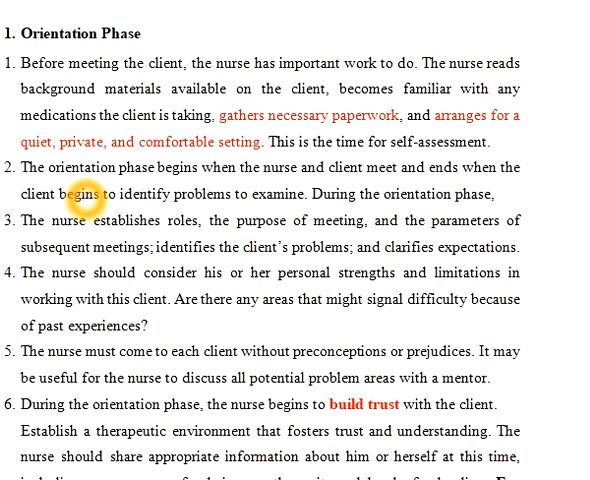 1. Orientation Phase
1. Before meeting the client, the nurse has important work to do. The nurse reads
background materials available on the client, becomes familiar with any
medications the client is taking, gathers necessary paperwork, and arranges for a
quiet, private, and comfortable setting. This is the time for self-assessment.
2. The orientation phase begins when the nurse and client meet and ends when the
client begins to identify problems to examine. During the orientation phase,
3. The nurse establishes roles, the purpose of meeting, and the parameters of
subsequent meetings; identifies the client's problems; and clarifies expectations.
4. The nurse should consider his or her personal strengths and limitations in
working with this client. Are there any areas that might signal difficulty because
of past experiences?
5. The nurse must come to each client without preconceptions or prejudices. It may
be useful for the nurse to discuss all potential problem areas with a mentor.
6. During the orientation phase, the nurse begins to build trust with the client.
Establish a therapeutic environment that fosters trust and understanding. The
nurse should share appropriate information about him or herself at this time,